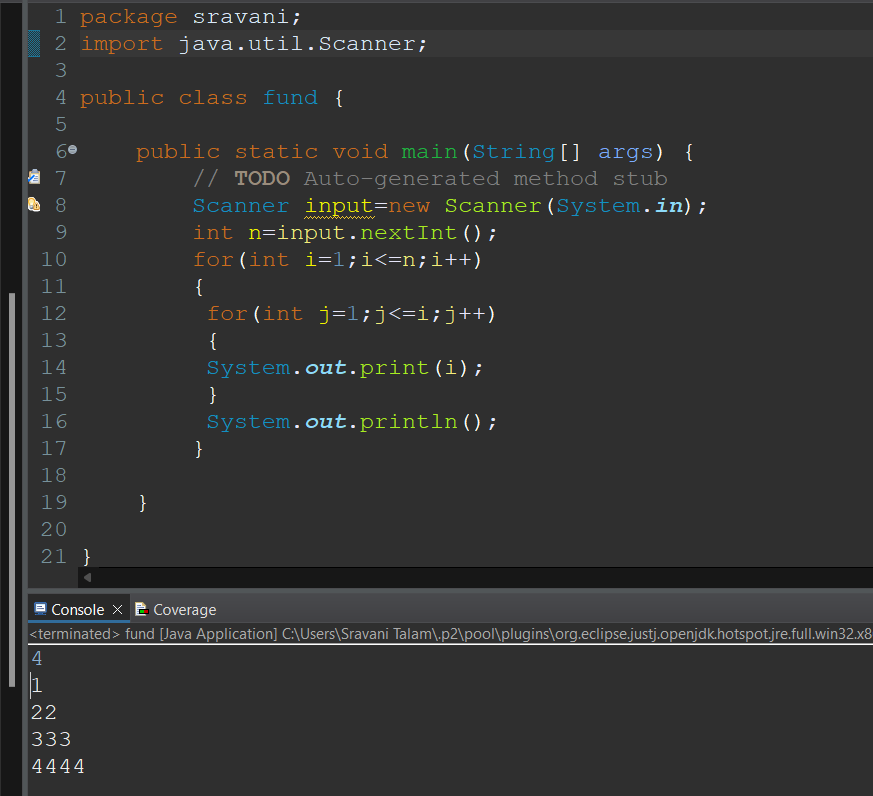 1 package sravani;
2 import java.util.Scanner;
3
4 public class fund {
5
6 public static void main(String[] args) {
7 // TODO Auto-generated method stub
8 Scanner input=new Scanner(System.in);
9 int n=input.nextInt();
10 for(int i=1;i<=n;i++)
11 {
12 for(int j=1;j<=i;j++)
13 {
14 System.out.print(i);
15 }
16 System.out.println();
17 }
18
19 }
20
21 }
Console Coverage
<terminated> fund [Java Application] C:\Users\Sravani Talam\.p2\pool\plugins\org.eclipse.justj.openjdk.hotspot.jre.full.win32.x8
4
1
22
333
4444